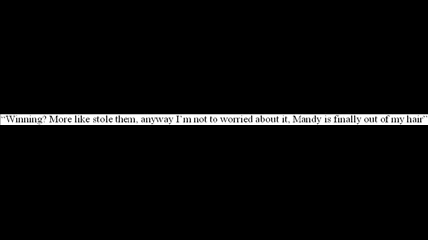 “Winning? More like stole them, anyway I’m not to worried about it, Mandy is finally out of my hair”